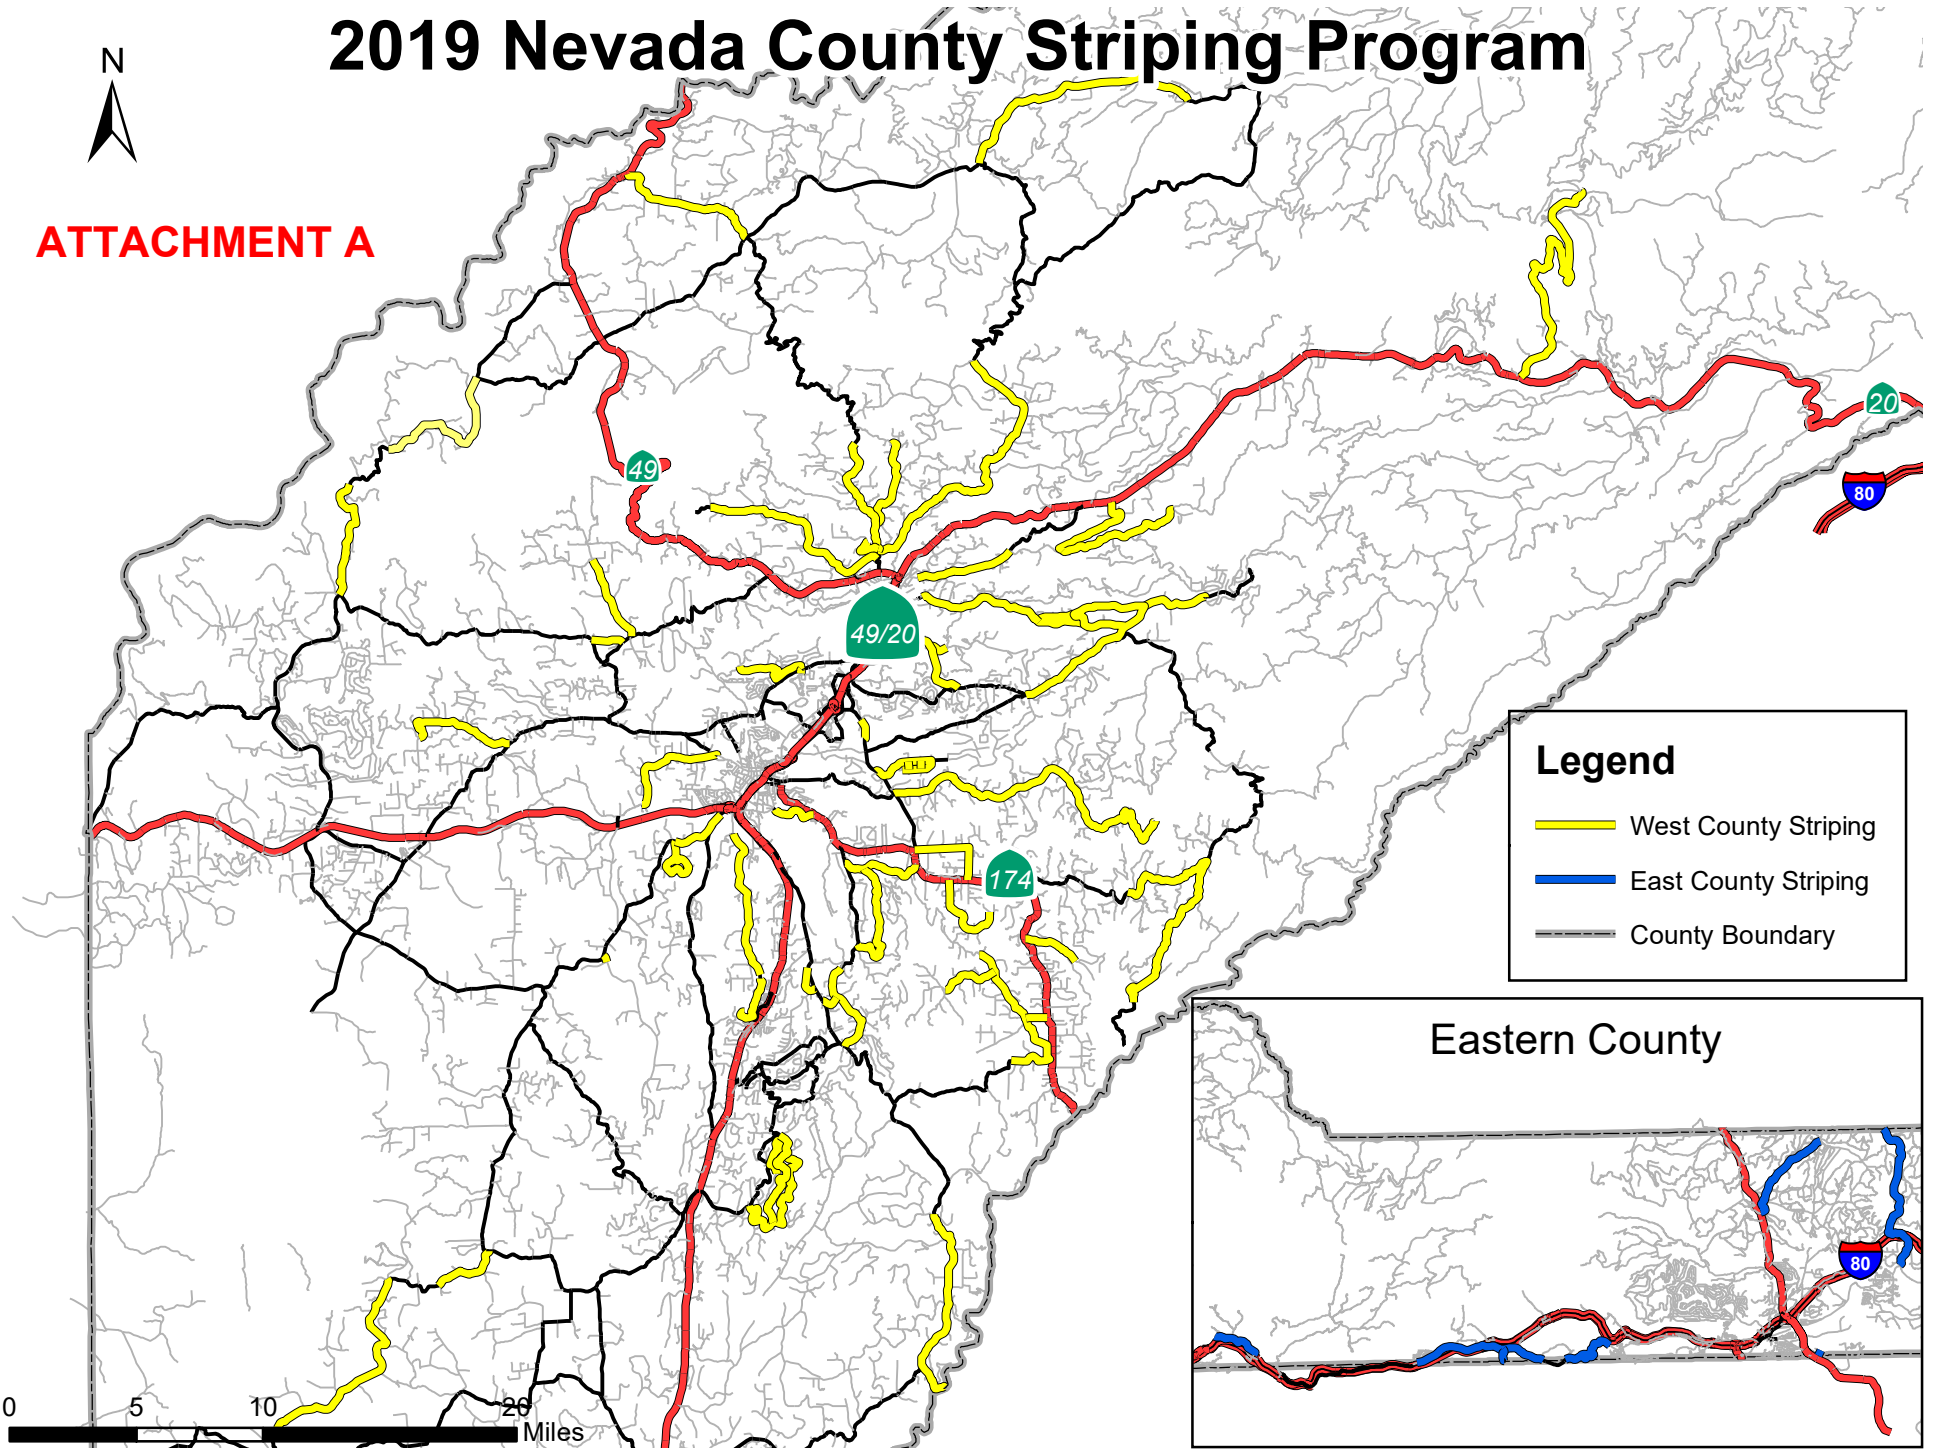 2019 Nevada County Striping Program
N
ATTACHMENT A
20
49
80
49/20
174
Legend
West County Striping
East County Striping
County Boundary
Eastern County
80
0 5 10 20
Miles